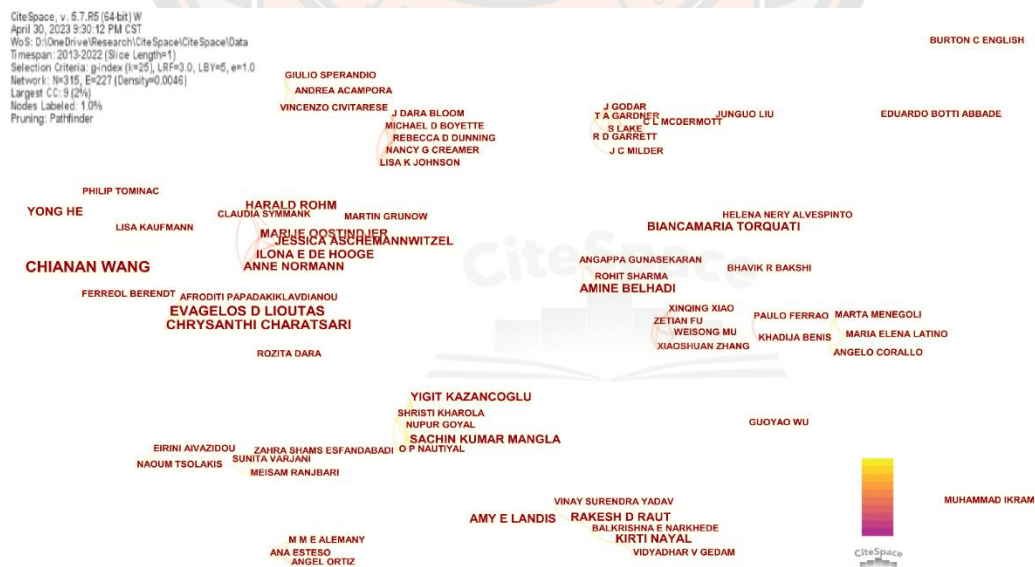 CiteSpace, v. 5.7.R5 (64-bit) W
April 30, 2023 9:30:12 PM CST
WoS: D:\OneDrive\Research\CiteSpace\CiteSpace\Data
Timespan: 2013-2022 (Slice Length=1)
Selection Criteria: g-index (k=25), LRF=3.0, LBY=5, e=1.0
Network: N=315, E=227 (Density=0.0046)
Largest CC: 9 (2%)
Nodes Labeled: 1.0%
Pruning: Pathfinder
BURTON C ENGLISH
GIULIO SPERANDIO
ANDREA ACAMPORA
VINCENZO CIVITARESE
J DARA BLOOM
MICHAEL D BOYETTE
REBECCA D DUNNING
NANCY G CREAMER
LISA K JOHNSON
J GODAR
T A GARDNER
C L MCDERMOTT
S LAKE
R D GARRETT
J C MILDER
JUNGUO LIU
EDUARDO BOTTI ABBADE
PHILIP TOMINAC
YONG HE
LISA KAUFMANN
HARALD ROHM
CLAUDIA SYMMANK
MARTIN GRUNOW
MARIJE OOSTINDJER
JESSICA ASCHEMANNWITZEL
ILONA E DE HOOGE
ANNE NORMANN
HELENA NERY ALVESPINTO
BIANCAMARIA TORQUATI
CiteSpace
CHIANAN WANG
ANGAPPA GUNASEKARAN
ROHIT SHARMA
AMINE BELHADI
BHAVIK R BAKSHI
FERREOL BERENDT
AFRODITI PAPADAKIKLAVDIANOU
EVAGELOS D LIOUTAS
CHRYSANTHI CHARATSARI
XINQING XIAO
ZETIAN FU
WEISONG MU
XIAOSHUAN ZHANG
PAULO FERRAO
KHADIJA BENIS
MARTA MENEGOLI
MARIA ELENA LATINO
ANGELO CORALLO
ROZITA DARA
YIGIT KAZANCOGLU
SHRISTI KHAROLA
NUPUR GOYAL
SACHIN KUMAR MANGLA
O P NAUTIYAL
GUOYAO WU
EIRINI AIVAZIDOU
NAOUM TSOLAKIS
ZAHRA SHAMS ESFANDABADI
SUNITA VARJANI
MEISAM RANJBARI
VINAY SURENDRA YADAV
AMY E LANDIS
RAKESH D RAUT
BALKRISHNA E NARKHEDE
KIRTI NAYAL
VIDYADHAR V GEDAM
MUHAMMAD IKRAM
M M E ALEMANY
ANA ESTESO
ANGEL ORTIZ
CiteSpace